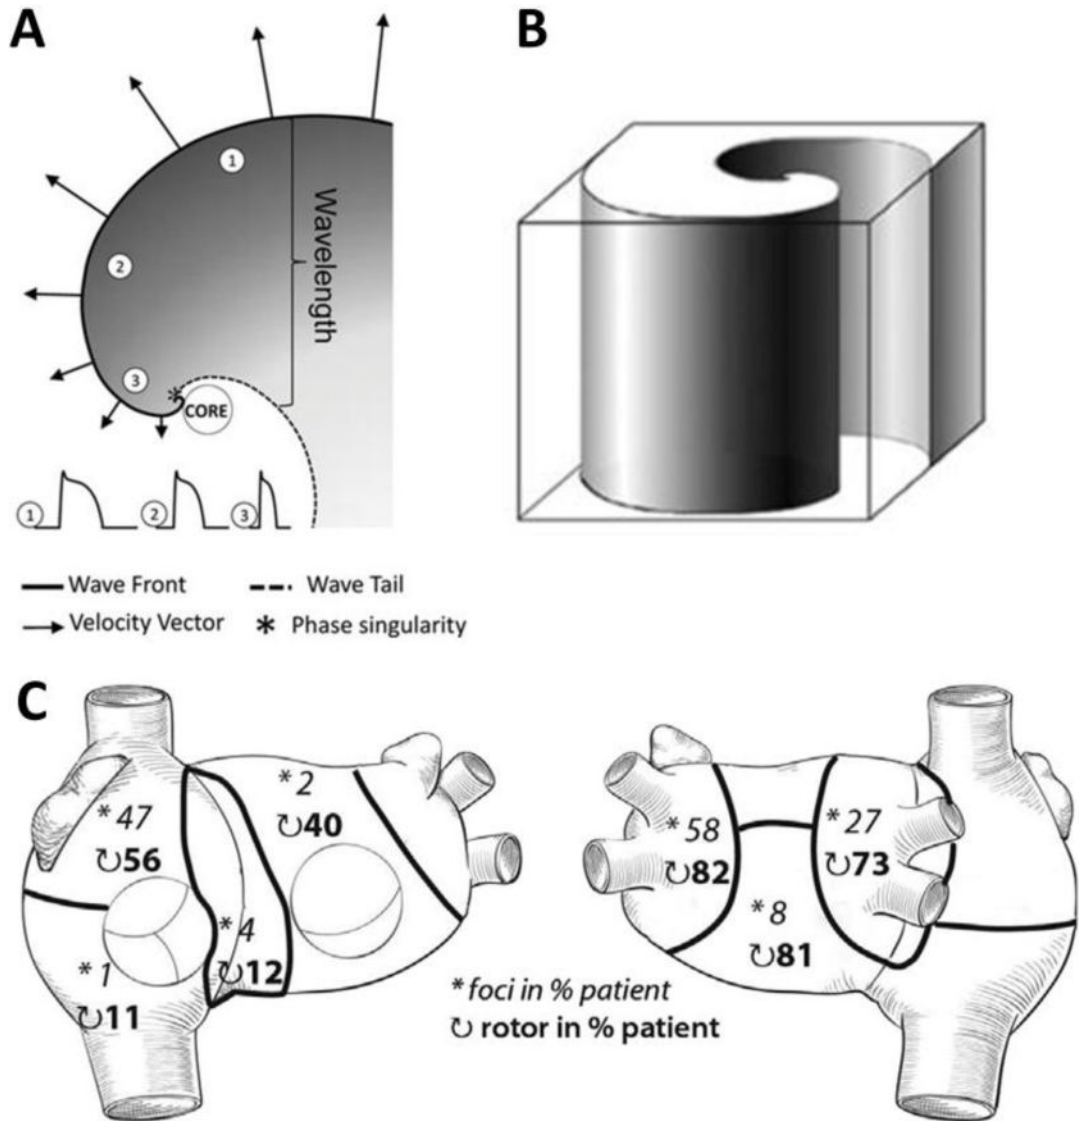 A
B
1
2
3
Wavelength
*
CORE
1
2
3
Wave Front
Wave Tail
Velocity Vector
* Phase singularity
C
*47
↻56
*2
↻40
*4
↻12
*1
↻11
*58
↻82
*27
↻73
*8
↻81
*foci in % patient
↻ rotor in % patient